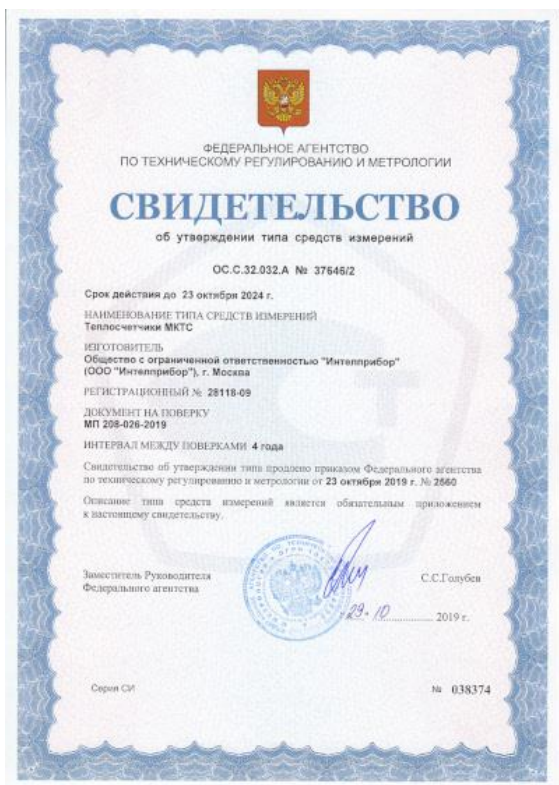 ФЕДЕРАЛЬНОЕ АГЕНТСТВО
ПО ТЕХНИЧЕСКОМУ РЕГУЛИРОВАНИЮ И МЕТРОЛОГИИ
СВИДЕТЕЛЬСТВО
об утверждении типа средств измерений
ОС.С.32.032.А № 37646/2
Срок действия до 23 октября 2024 г.
НАИМЕНОВАНИЕ ТИПА СРЕДСТВ ИЗМЕРЕНИЙ
Теплосчетчики МКТС
ИЗГОТОВИТЕЛЬ
Общество с ограниченной ответственностью "Интелприбор"
(ООО "Интелприбор"), г. Москва
РЕГИСТРАЦИОННЫЙ № 28118-09
ДОКУМЕНТ НА ПОВЕРКУ
МП 208-026-2019
ИНТЕРВАЛ МЕЖДУ ПОВЕРКАМИ 4 года
Свидетельство об утверждении типа продлено приказом Федерального агентства
по техническому регулированию и метрологии от 23 октября 2019 г. № 2660
Описание типа средств измерений является обязательным приложением
к настоящему свидетельству.
Заместитель Руководителя
Федерального агентства
С.С.Голубев
29. 10 2019 г.
Серия СИ
№ 038374